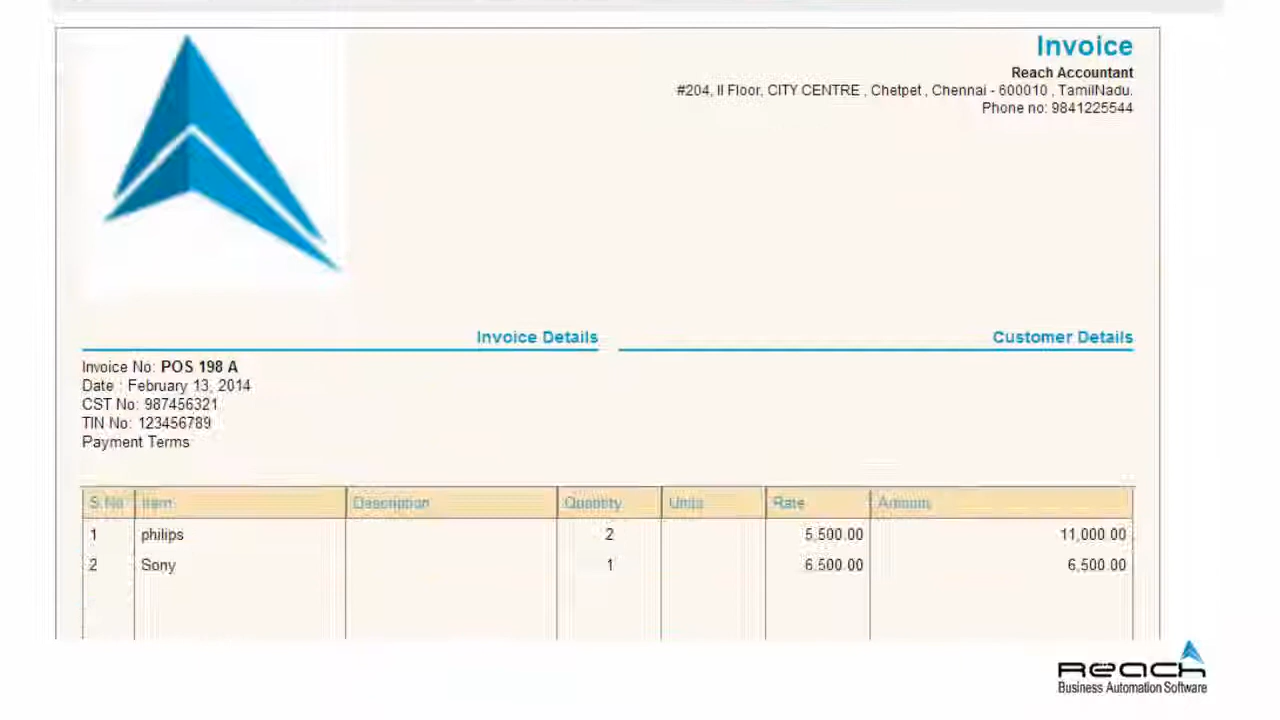 Invoice
Reach Accountant
#204, II Floor, CITY CENTRE , Chetpet , Chennai - 600010 , TamilNadu.
Phone no: 9841225544
Invoice Details
Customer Details
Invoice No: POS 198 A
Date : February 13, 2014
CST No: 987456321
TIN No: 123456789
Payment Terms
S.No Item Description Quantity Units Rate Amount
1 philips 2 5,500.00 11,000.00
2 Sony 1 6,500.00 6,500.00
Reach
Business Automation Software